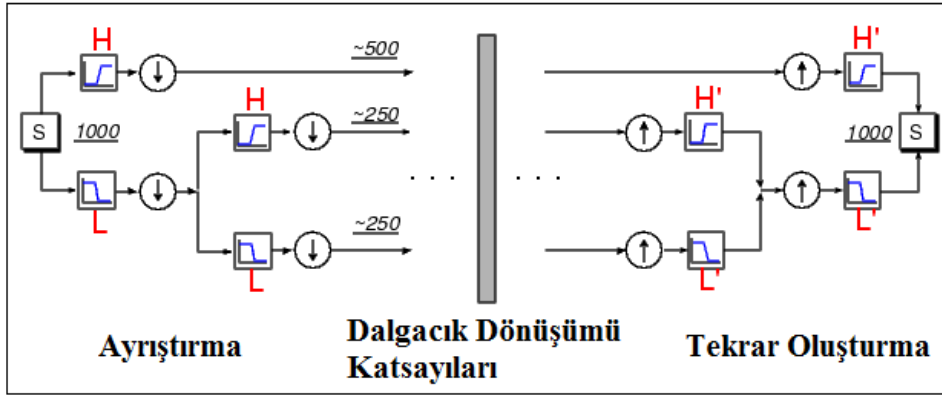 H ~500 H'
H ~250 H'
S 1000 1000 S
. . . . . .
L ~250 L'
L L'
Ayrıştırma Dalgacık Dönüşümü Katsayıları Tekrar Oluşturma